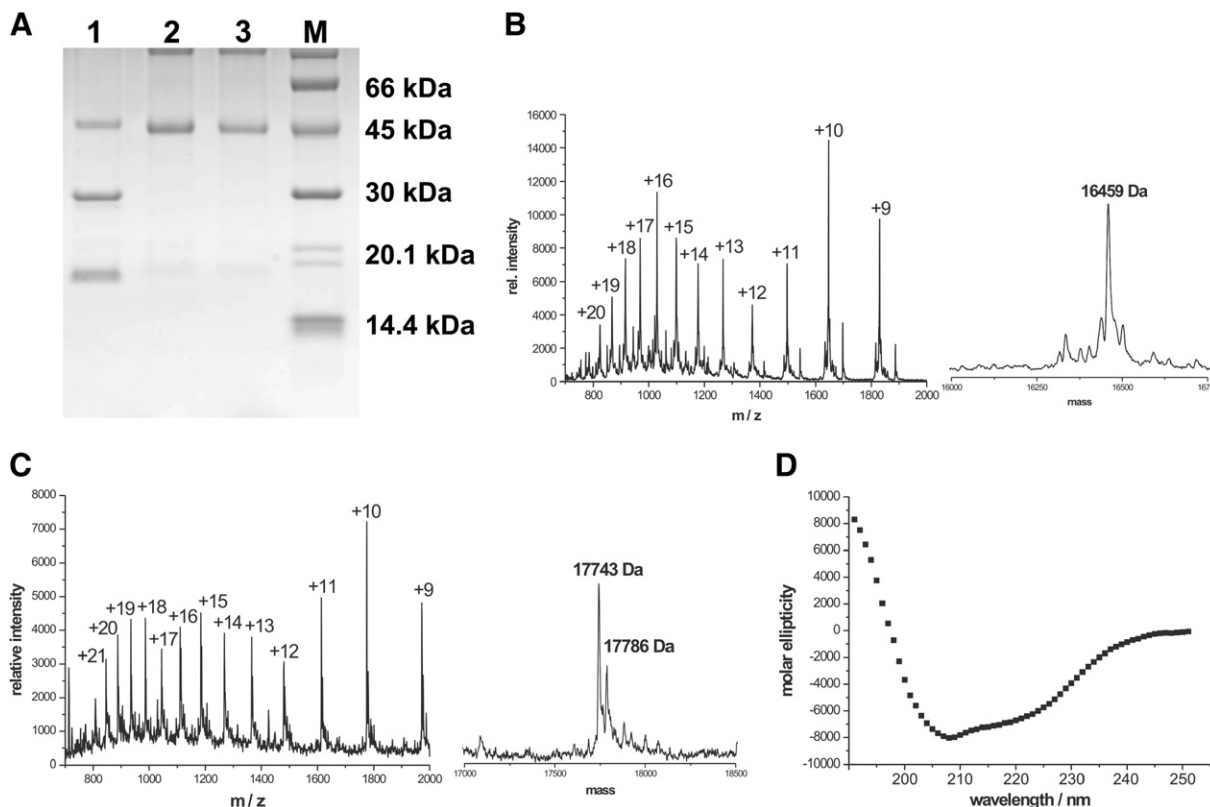 A
1 2 3 M
66 kDa
45 kDa
30 kDa
20.1 kDa
14.4 kDa
B
rel. intensity
16000
14000
12000
10000
8000
6000
4000
2000
0
+20
+19
+18
+17
+16
+15
+14
+13
+12
+11
+10
+9
800 1000 1200 1400 1600 1800 2000
m / z
16459 Da
16000 16250 16500
mass
C
relative intensity
8000
7000
6000
5000
4000
3000
2000
1000
0
+21
+20
+19
+18
+17
+16
+15
+14
+13
+12
+11
+10
+9
800 1000 1200 1400 1600 1800 2000
m / z
17743 Da
17786 Da
17000 17500 18000 18500
mass
D
molar ellipticity
10000
8000
6000
4000
2000
0
-2000
-4000
-6000
-8000
-10000
200 210 220 230 240 250
wavelength / nm